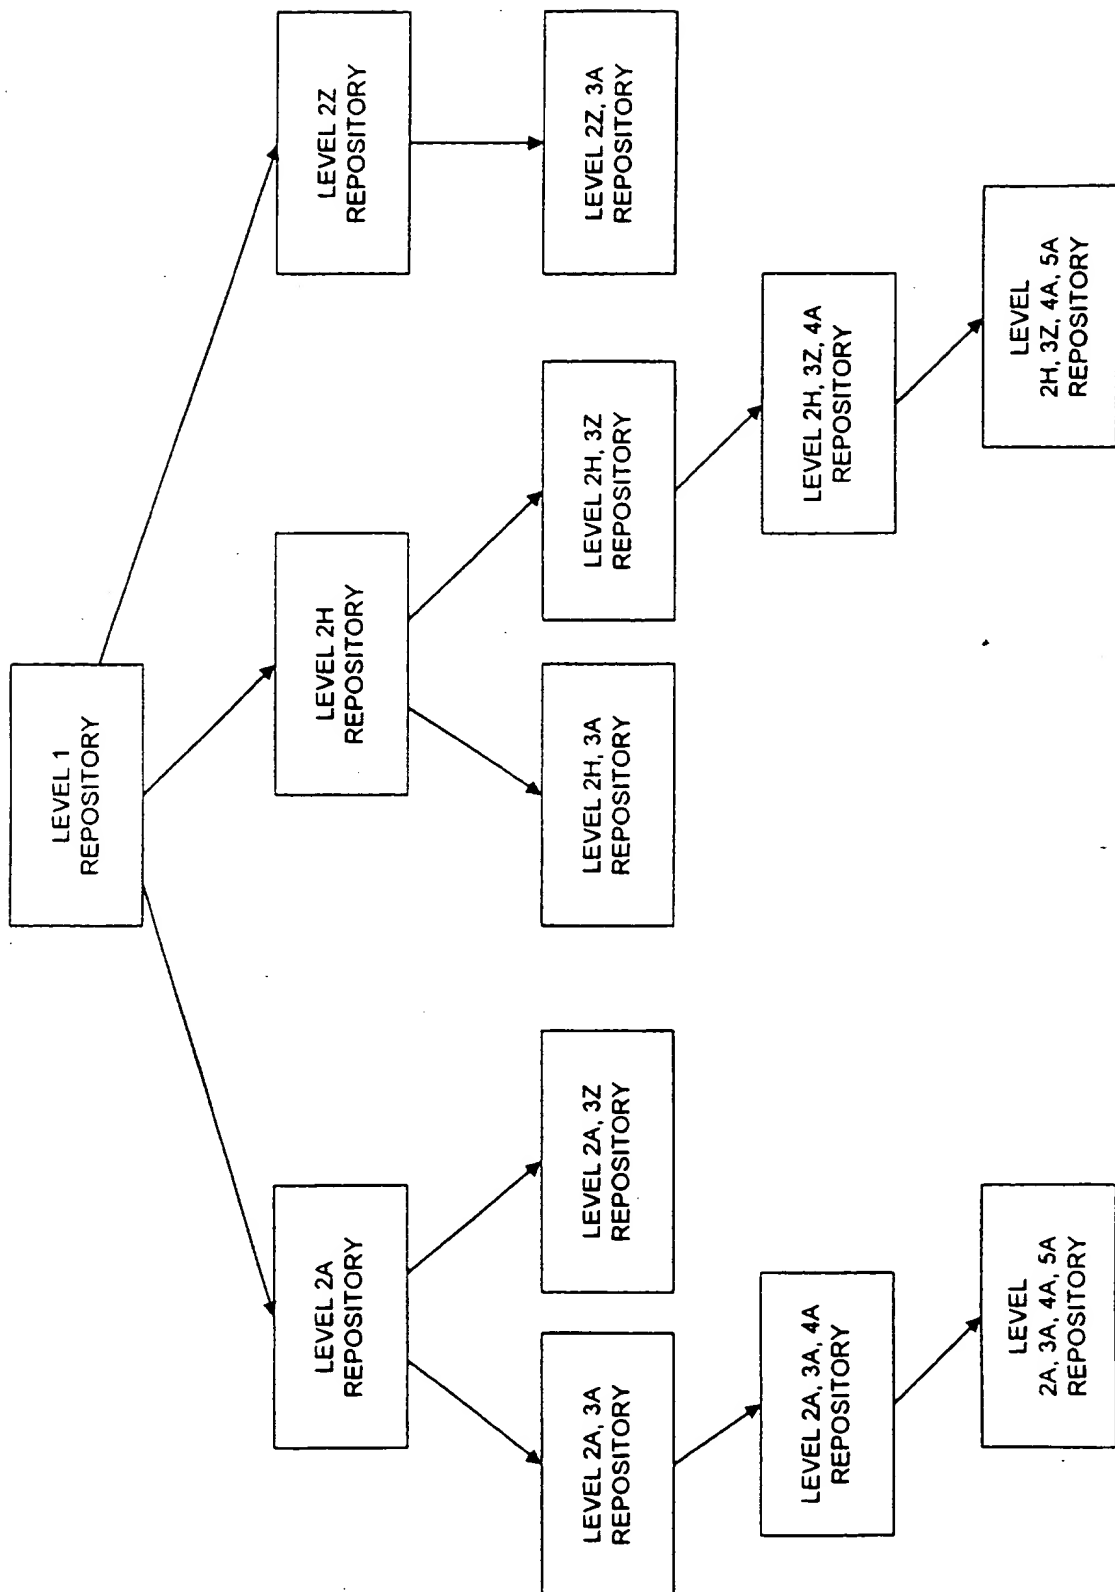 LEVEL 1
REPOSITORY
LEVEL 2A
REPOSITORY
LEVEL 2H
REPOSITORY
LEVEL 2Z
REPOSITORY
LEVEL 2A, 3A
REPOSITORY
LEVEL 2A, 3Z
REPOSITORY
LEVEL 2H, 3A
REPOSITORY
LEVEL 2H, 3Z
REPOSITORY
LEVEL 2Z, 3A
REPOSITORY
LEVEL 2A, 3A, 4A
REPOSITORY
LEVEL 2H, 3Z, 4A
REPOSITORY
LEVEL
2A, 3A, 4A, 5A
REPOSITORY
LEVEL
2H, 3Z, 4A, 5A
REPOSITORY